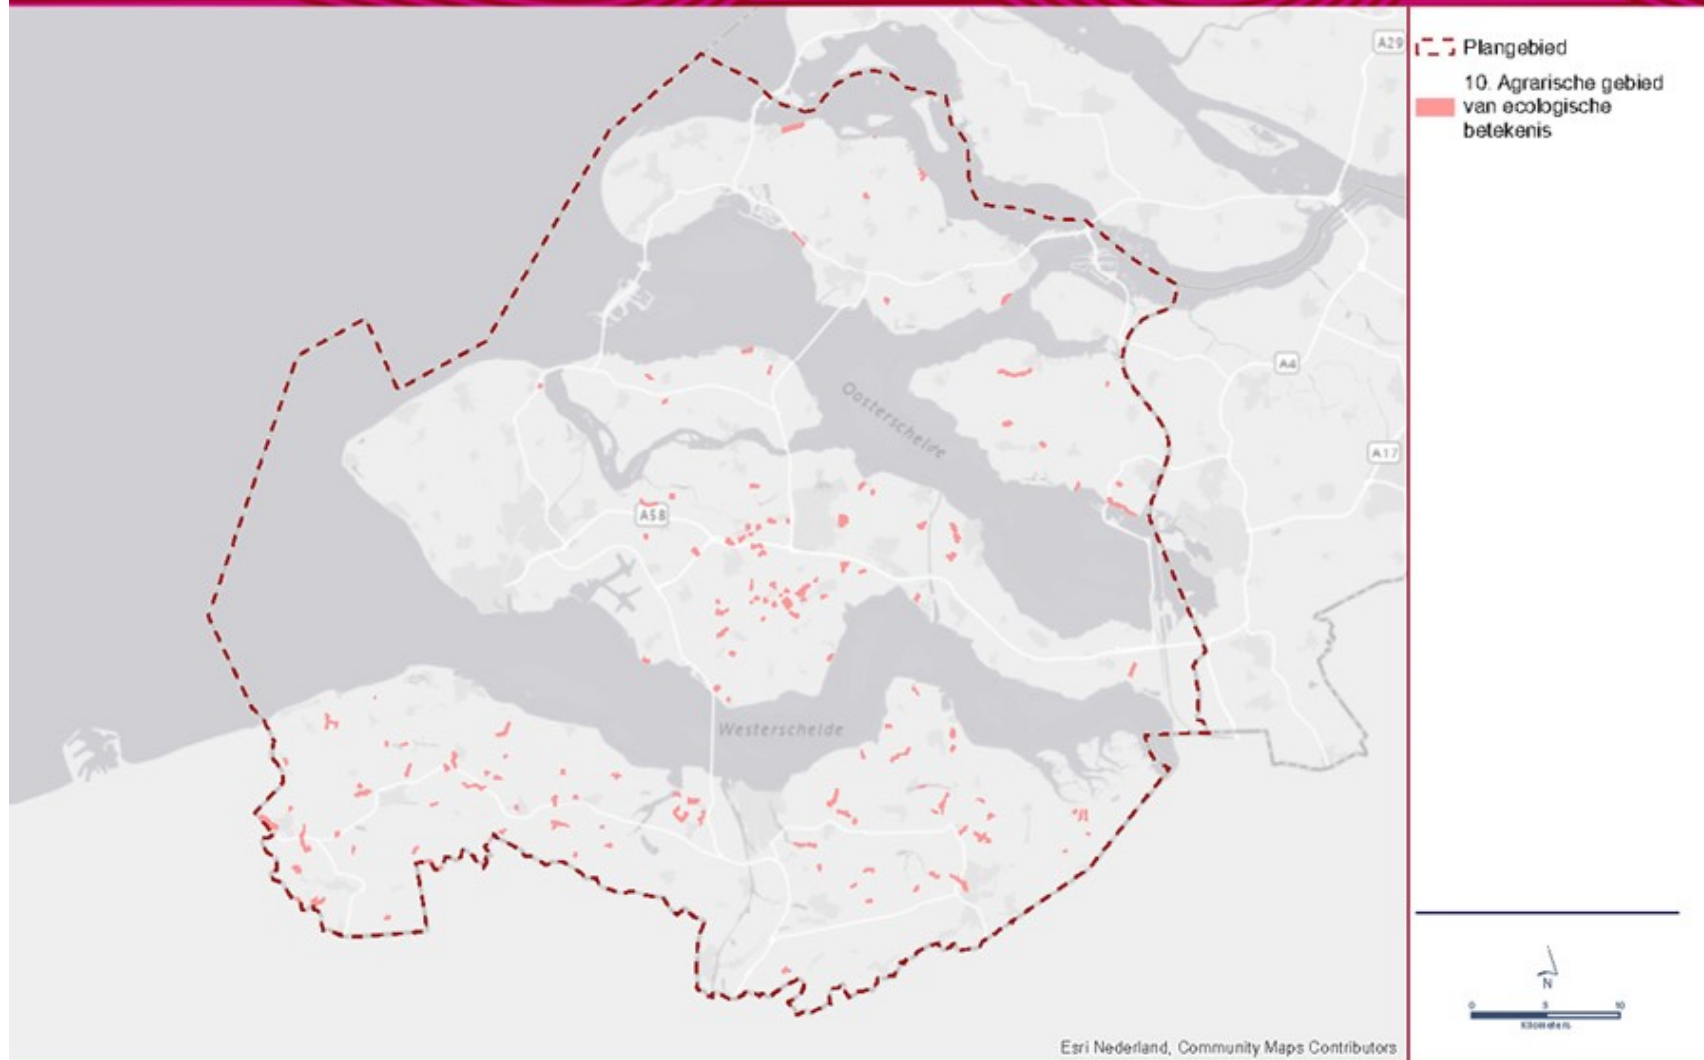 A29
Plangebied
10. Agrarische gebied
van ecologische
betekenis
A4
Oosterschelde
A17
A58
Westerschelde
N
0 5 10
Kilometers
Esri Nederland, Community Maps Contributors